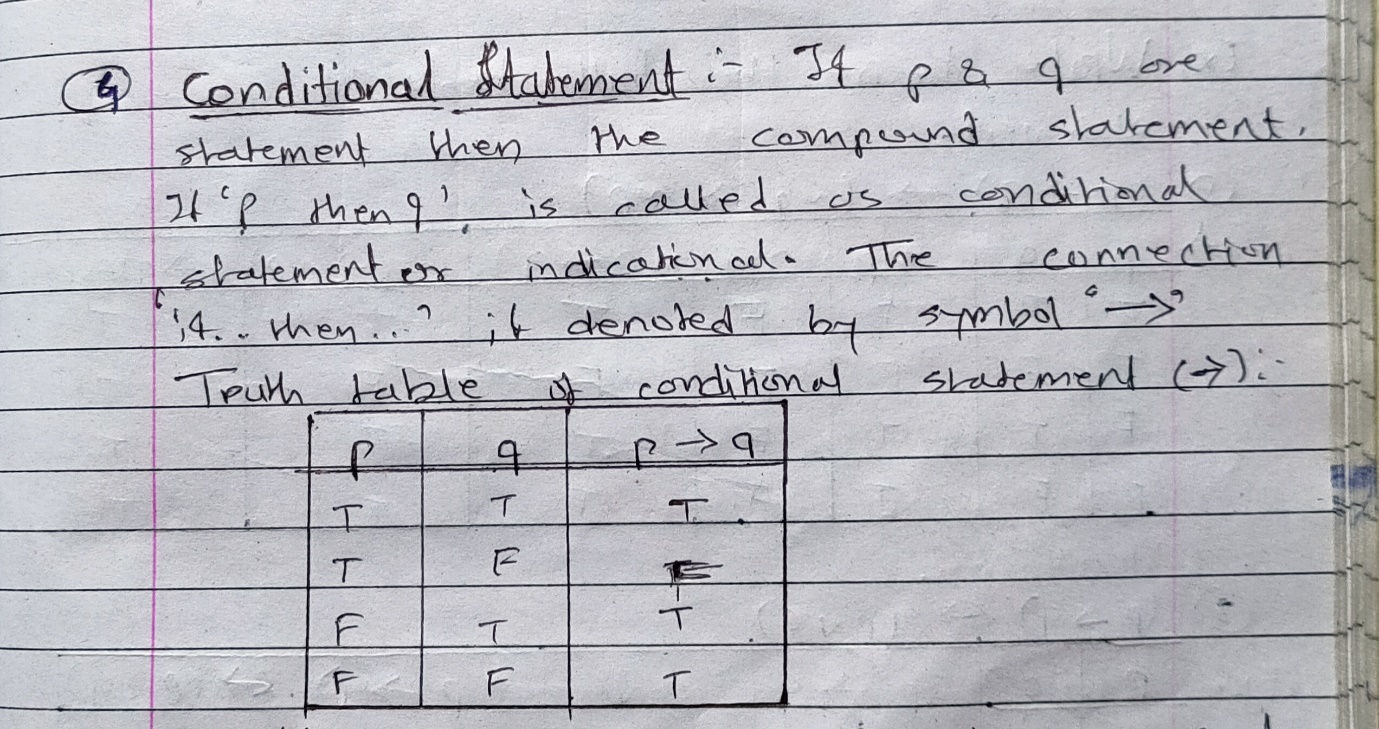 4 Conditional Statement :- If p & q are
statement then the compound statement.
If 'p then q' is called as conditional
statement or indicational. The connection
'if.. then...' it denoted by symbol '→'
Truth table of conditional statement (→):-
p q p → q
T T T
T F F
F T T
F F T